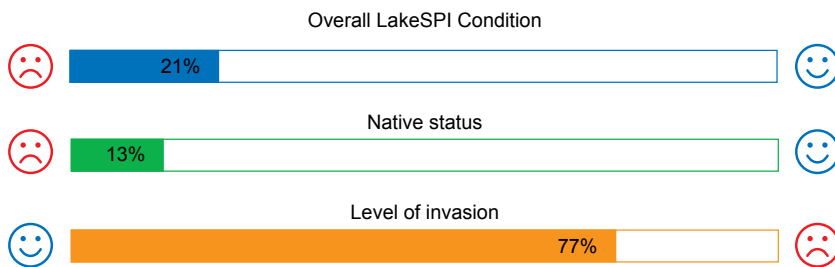 Overall LakeSPI Condition
21%
Native status
13%
Level of invasion
77%